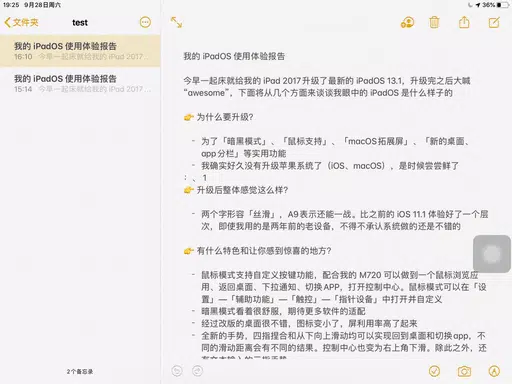 19:25 9月28日周六
36%
文件夹
test
我的 iPadOS 使用体验报告
16:10 今早一起床就给我的 iPad 2017...
我的 iPadOS 使用体验报告
15:14 今早一起床就给我的 iPad 2017...
2个备忘录
我的 iPadOS 使用体验报告
今早一起床就给我的 iPad 2017升级了最新的 iPadOS 13.1，升级完之后大喊
“awesome”，下面将从几个方面来谈谈我眼中的 iPadOS 是什么样子的
👉 为什么要升级？
- 为了「暗黑模式」、「鼠标支持」、「macOS拓展屏」、「新的桌面、
app分栏」等实用功能
- 我确实好久没有升级苹果系统了（iOS、macOS），是时候尝尝鲜了
：、1
👉 升级后整体感觉这么样？
- 两个字形容「丝滑」，A9表示还能一战。比之前的 iOS 11.1 体验好了一个层
次，即使我用的是两年前的老设备，不得不承认系统做的还是不错的
👉 有什么特色和让你感到惊喜的地方？
- 鼠标模式支持自定义按键功能，配合我的 M720 可以做到一个鼠标浏览应
用、返回桌面、下拉通知、切换APP，打开控制中心。鼠标模式可以在「设
置」—「辅助功能」—「触控」—「指针设备」中打开并自定义
- 暗黑模式看着很舒服，期待更多软件的适配
- 经过改版的桌面很不错，图标变小了，屏利用率高了起来
- 全新的手势，四指捏合和从下向上滑动均可以实现回到桌面和切换app，不
同的滑动距离会有不同的结果。控制中心也变为右上角下滑。除此之外，还